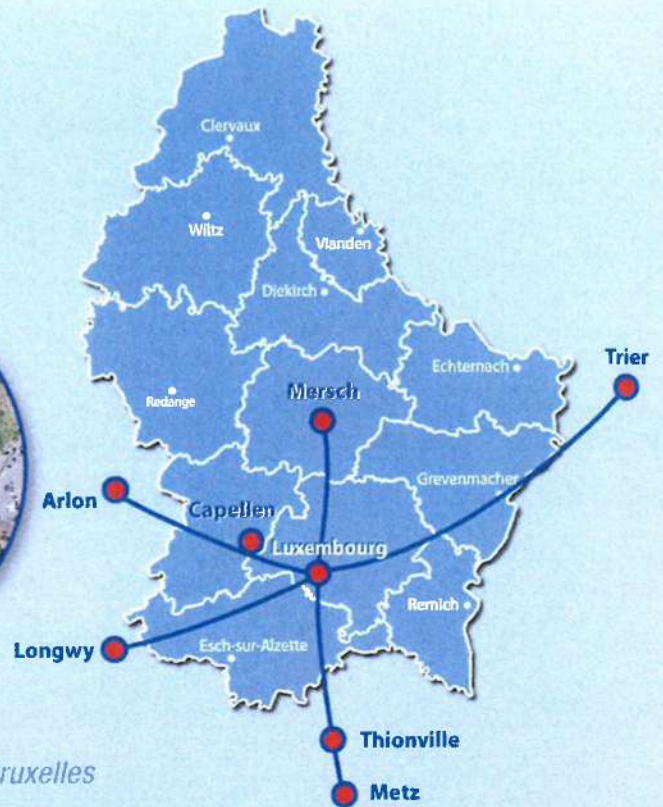 Clervaux
Wiltz
Vianden
Diekirch
Echternach
Trier
Redange
Mersch
Grevenmacher
Arlon
Capellen
Luxembourg
Remich
Longwy
Esch-sur-Alzette
Thionville
Metz